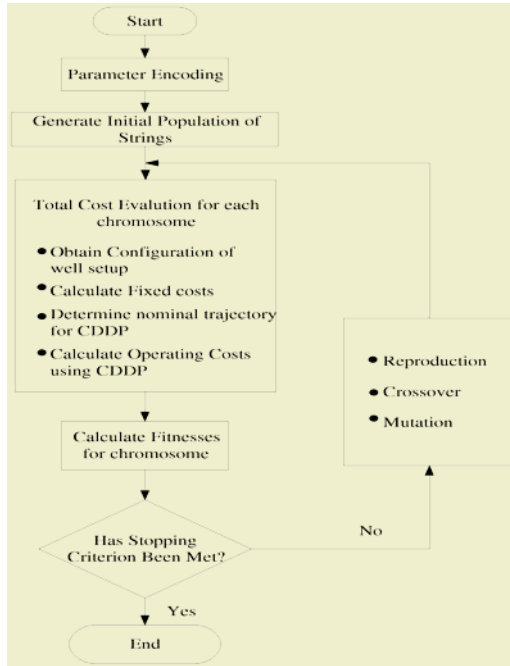 Start
Parameter Encoding
Generate Initial Population of
Strings
Total Cost Evalution for each
chromosome
Obtain Configuration of
well setup
Calculate Fixed costs
Determine nominal trajectory
for CDDP
Calculate Operating Costs
using CDDP
Reproduction
Crossover
Mutation
Calculate Fitnesses
for chromosome
Has Stopping
Criterion Been Met?
No
Yes
End